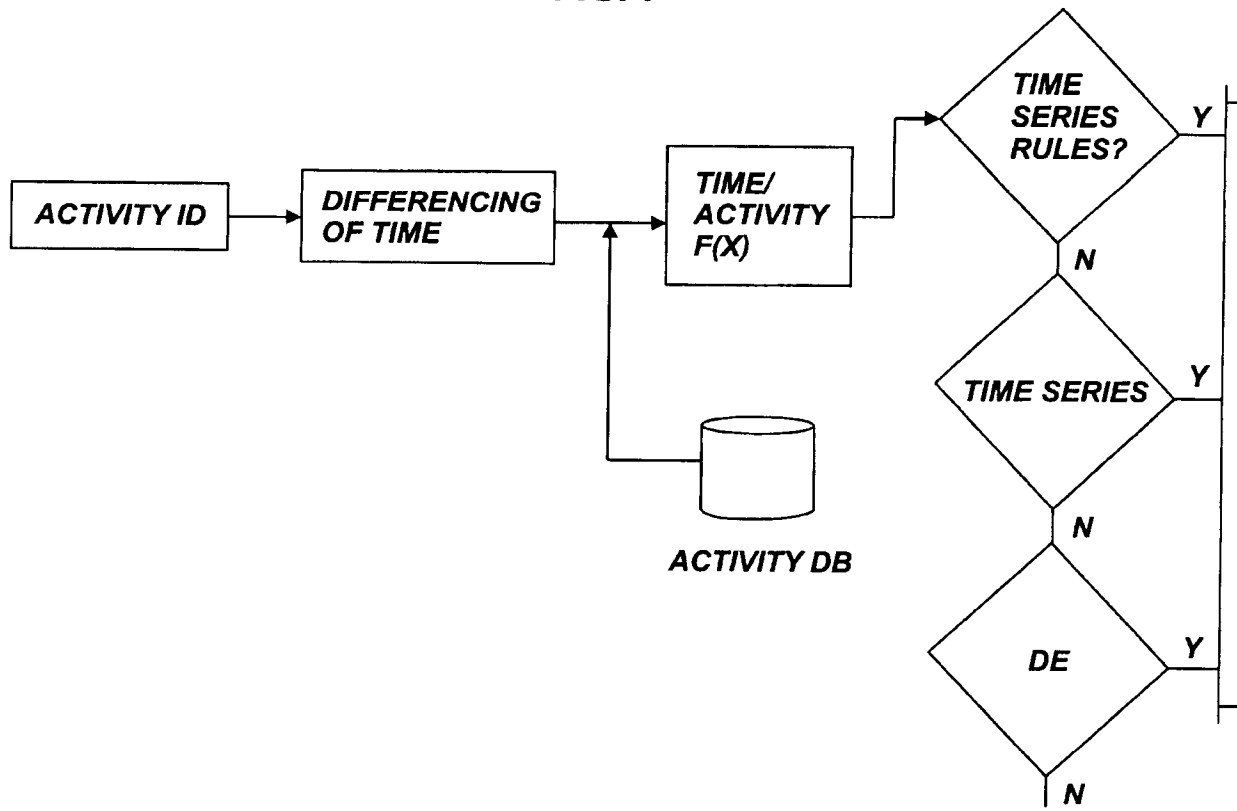 TIME
SERIES
RULES?
Y
ACTIVITY ID
DIFFERENCING
OF TIME
TIME/
ACTIVITY
F(X)
N
TIME SERIES
Y
ACTIVITY DB
N
DE
Y
N